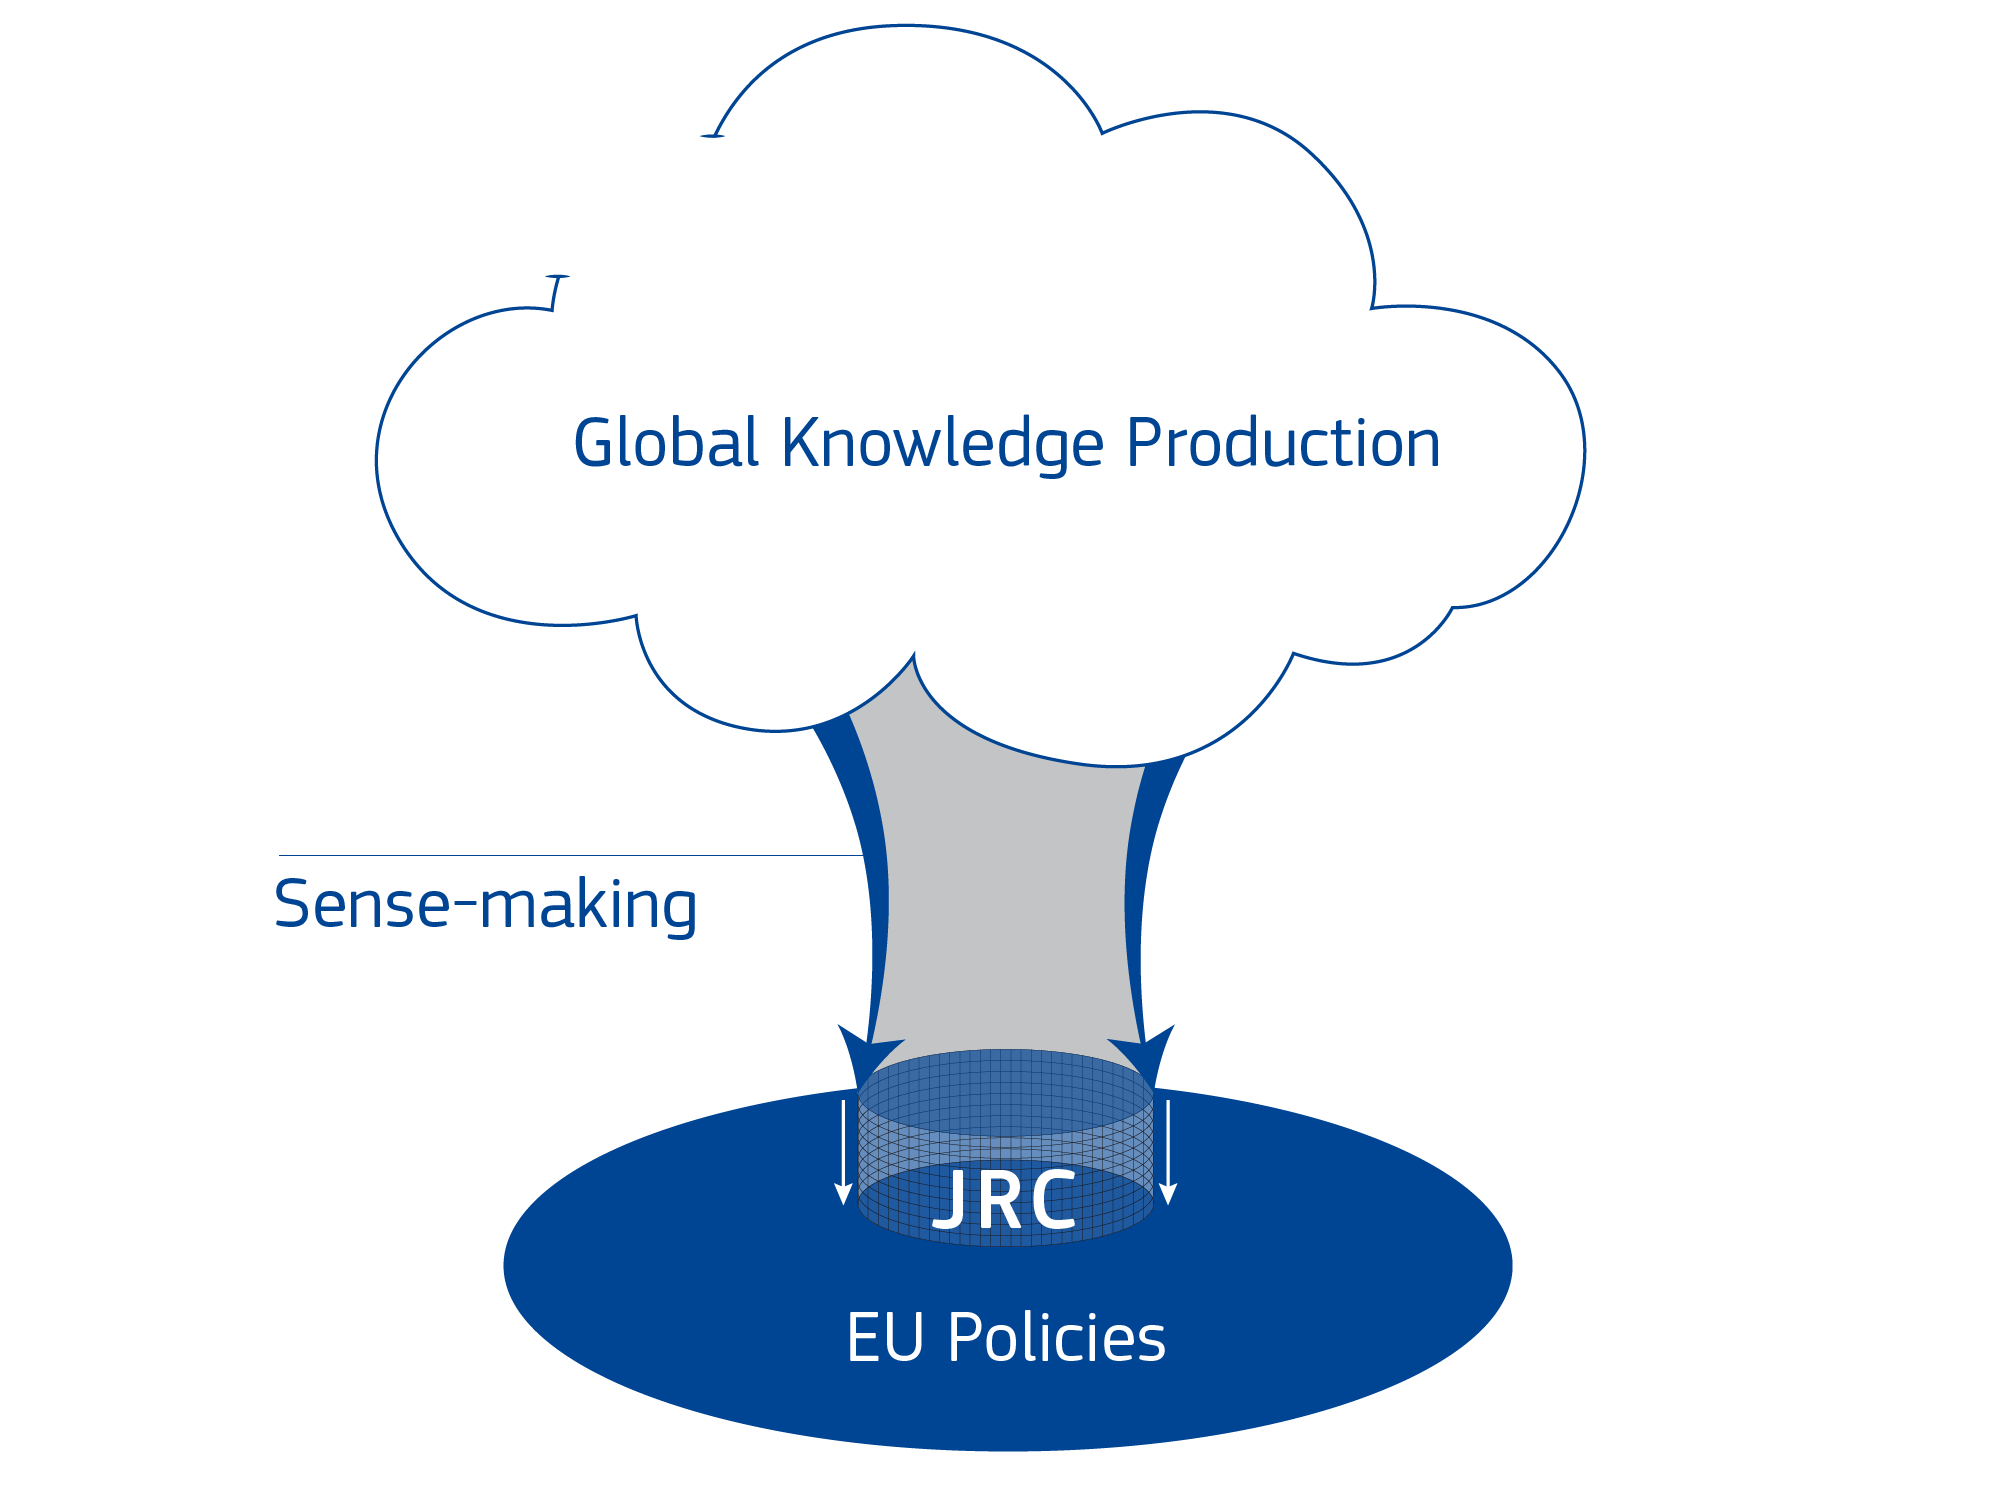 Global Knowledge Production
Sense-making
JRC
EU Policies